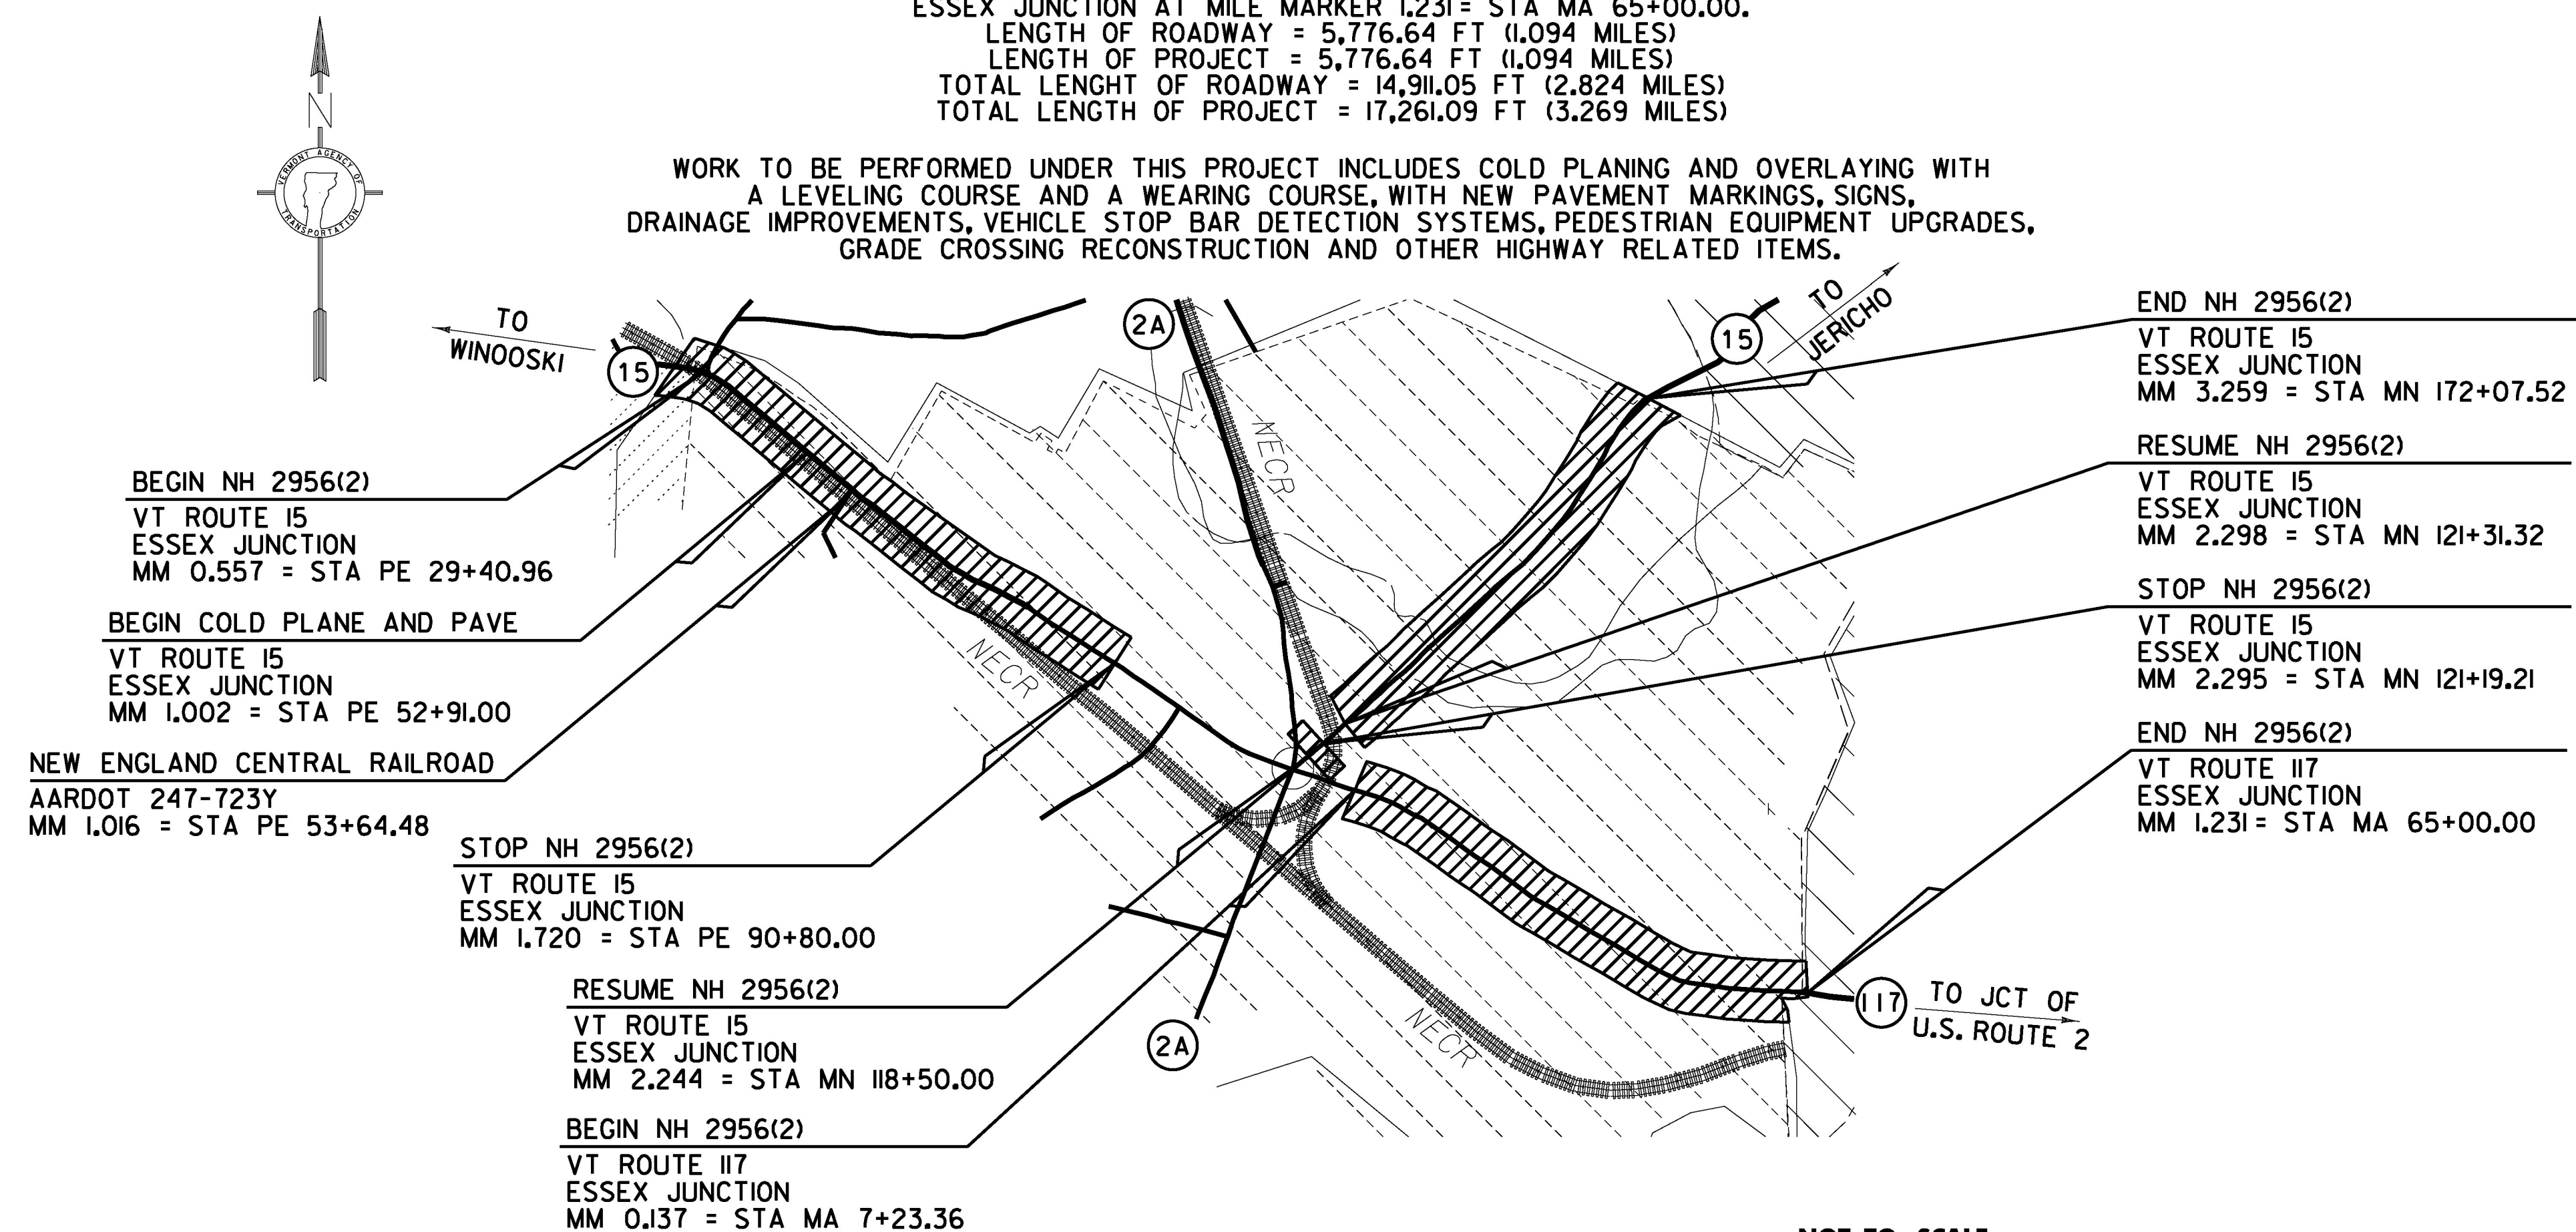 ESSEX JUNCTION AT MILE MARKER 1.231 = STA MA 65+00.00.
LENGTH OF ROADWAY = 5,776.64 FT (1.094 MILES)
LENGTH OF PROJECT = 5,776.64 FT (1.094 MILES)
TOTAL LENGHT OF ROADWAY = 14,911.05 FT (2.824 MILES)
TOTAL LENGTH OF PROJECT = 17,261.09 FT (3.269 MILES)
WORK TO BE PERFORMED UNDER THIS PROJECT INCLUDES COLD PLANING AND OVERLAYING WITH
A LEVELING COURSE AND A WEARING COURSE, WITH NEW PAVEMENT MARKINGS, SIGNS,
DRAINAGE IMPROVEMENTS, VEHICLE STOP BAR DETECTION SYSTEMS, PEDESTRIAN EQUIPMENT UPGRADES,
GRADE CROSSING RECONSTRUCTION AND OTHER HIGHWAY RELATED ITEMS.
N
VERMONT AGENCY OF
TRANSPORTATION
TO
WINOOSKI
15
2A
NECR
15
TO
JERICHO
BEGIN NH 2956(2)
VT ROUTE 15
ESSEX JUNCTION
MM 0.557 = STA PE 29+40.96
BEGIN COLD PLANE AND PAVE
VT ROUTE 15
ESSEX JUNCTION
MM 1.002 = STA PE 52+91.00
NEW ENGLAND CENTRAL RAILROAD
AARDOT 247-723Y
MM 1.016 = STA PE 53+64.48
STOP NH 2956(2)
VT ROUTE 15
ESSEX JUNCTION
MM 1.720 = STA PE 90+80.00
RESUME NH 2956(2)
VT ROUTE 15
ESSEX JUNCTION
MM 2.244 = STA MN 118+50.00
BEGIN NH 2956(2)
VT ROUTE 117
ESSEX JUNCTION
MM 0.137 = STA MA 7+23.36
NECR
2A
NECR
117
TO JCT OF
U.S. ROUTE 2
END NH 2956(2)
VT ROUTE 15
ESSEX JUNCTION
MM 3.259 = STA MN 172+07.52
RESUME NH 2956(2)
VT ROUTE 15
ESSEX JUNCTION
MM 2.298 = STA MN 121+31.32
STOP NH 2956(2)
VT ROUTE 15
ESSEX JUNCTION
MM 2.295 = STA MN 121+19.21
END NH 2956(2)
VT ROUTE 117
ESSEX JUNCTION
MM 1.231 = STA MA 65+00.00
NOT TO SCALE